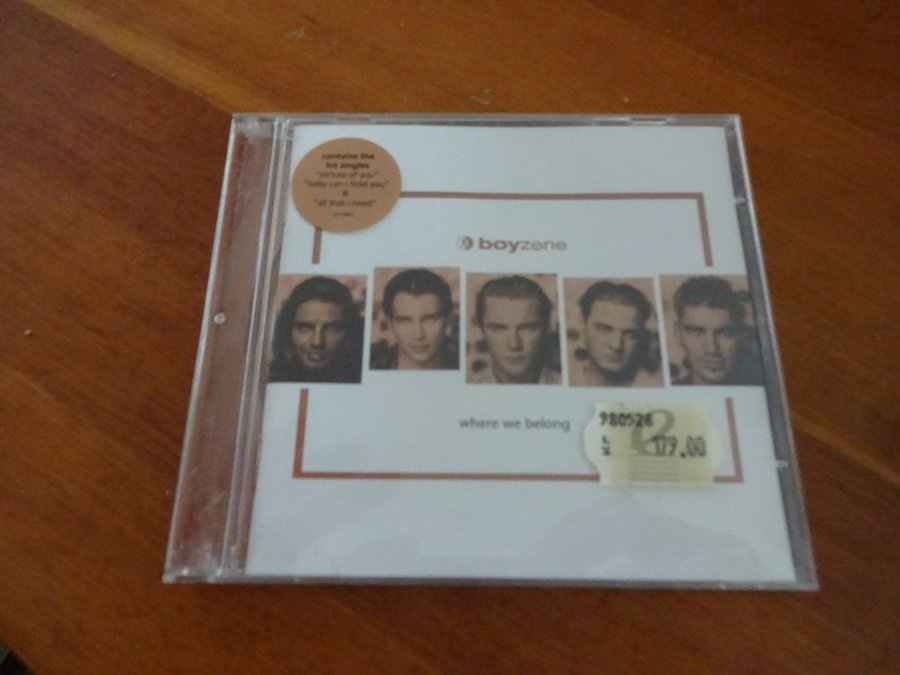 contains the
hit singles
"picture of you"
"baby can i hold you"
&
"all that i need"
boyzone
where we belong
980528
179.00